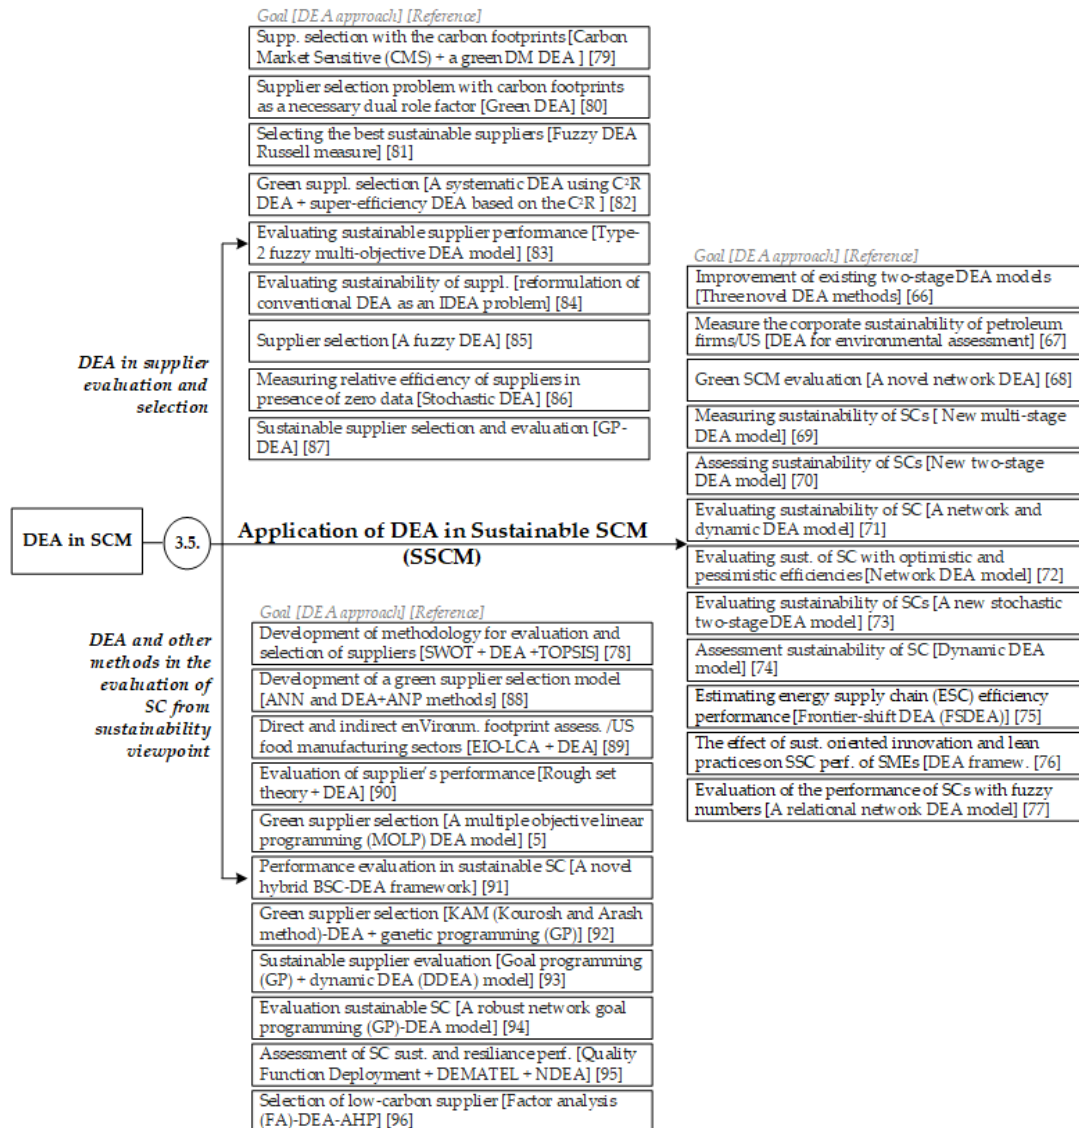 Goal [DEA approach] [Reference]
Supp. selection with the carbon footprints [Carbon
Market Sensitive (CMS) + a green DM DEA ] [79]
Supplier selection problem with carbon footprints
as a necessary dual role factor [Green DEA] [80]
Selecting the best sustainable suppliers [Fuzzy DEA
Russell measure] [81]
Green suppl. selection [A systematic DEA using C²R
DEA + super-efficiency DEA based on the C²R ] [82]
Evaluating sustainable supplier performance [Type-
2 fuzzy multi-objective DEA model] [83]
Evaluating sustainability of suppl. [reformulation of
conventional DEA as an IDEA problem] [84]
Supplier selection [A fuzzy DEA] [85]
Measuring relative efficiency of suppliers in
presence of zero data [Stochastic DEA] [86]
Sustainable supplier selection and evaluation [GP-
DEA] [87]
DEA in supplier
evaluation and
selection
Goal [DEA approach] [Reference]
Improvement of existing two-stage DEA models
[Three novel DEA methods] [66]
Measure the corporate sustainability of petroleum
firms/US [DEA for environmental assessment] [67]
Green SCM evaluation [A novel network DEA] [68]
Measuring sustainability of SCs [ New multi-stage
DEA model] [69]
Assessing sustainability of SCs [New two-stage
DEA model] [70]
Evaluating sustainability of SC [A network and
dynamic DEA model] [71]
Evaluating sust. of SC with optimistic and
pessimistic efficiencies [Network DEA model] [72]
Evaluating sustainability of SCs [A new stochastic
two-stage DEA model] [73]
Assessment sustainability of SC [Dynamic DEA
model] [74]
Estimating energy supply chain (ESC) efficiency
performance [Frontier-shift DEA (FSDEA)] [75]
The effect of sust. oriented innovation and lean
practices on SSC perf. of SMEs [DEA framew. [76]
Evaluation of the performance of SCs with fuzzy
numbers [A relational network DEA model] [77]
DEA in SCM
3.5.
Application of DEA in Sustainable SCM
(SSCM)
DEA and other
methods in the
evaluation of
SC from
sustainability
viewpoint
Goal [DEA approach] [Reference]
Development of methodology for evaluation and
selection of suppliers [SWOT + DEA +TOPSIS] [78]
Development of a green supplier selection model
[ANN and DEA+ANP methods] [88]
Direct and indirect enVironm. footprint assess. /US
food manufacturing sectors [EIO-LCA + DEA] [89]
Evaluation of supplier's performance [Rough set
theory + DEA] [90]
Green supplier selection [A multiple objective linear
programming (MOLP) DEA model] [5]
Performance evaluation in sustainable SC [A novel
hybrid BSC-DEA framework] [91]
Green supplier selection [KAM (Kourosh and Arash
method)-DEA + genetic programming (GP)] [92]
Sustainable supplier evaluation [Goal programming
(GP) + dynamic DEA (DDEA) model] [93]
Evaluation sustainable SC [A robust network goal
programming (GP)-DEA model] [94]
Assessment of SC sust. and resiliance perf. [Quality
Function Deployment + DEMATEL + NDEA] [95]
Selection of low-carbon supplier [Factor analysis
(FA)-DEA-AHP] [96]